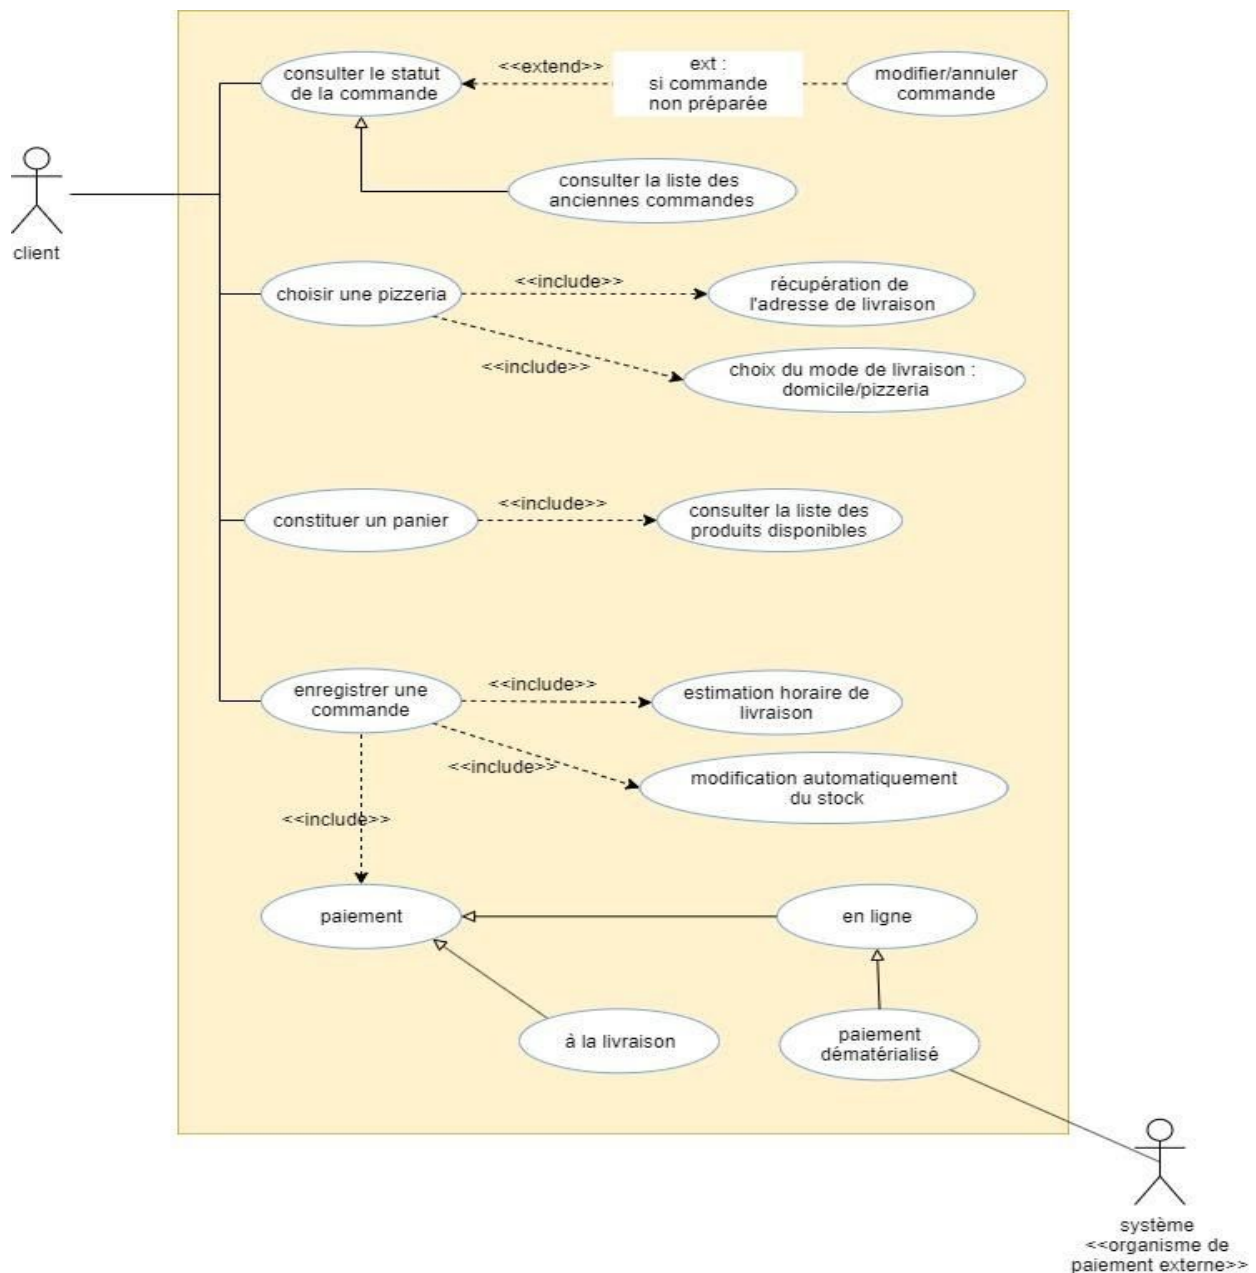 consulter le statut
de la commande
<<extend>>
ext :
si commande
non préparée
modifier/annuler
commande
consulter la liste des
anciennes commandes
client
choisir une pizzeria
<<include>>
récupération de
l'adresse de livraison
<<include>>
choix du mode de livraison :
domicile/pizzeria
constituer un panier
<<include>>
consulter la liste des
produits disponibles
enregistrer une
commande
<<include>>
estimation horaire de
livraison
<<include>>
modification automatiquement
du stock
<<include>>
paiement
en ligne
à la livraison
paiement
dématérialisé
système
<<organisme de
paiement externe>>